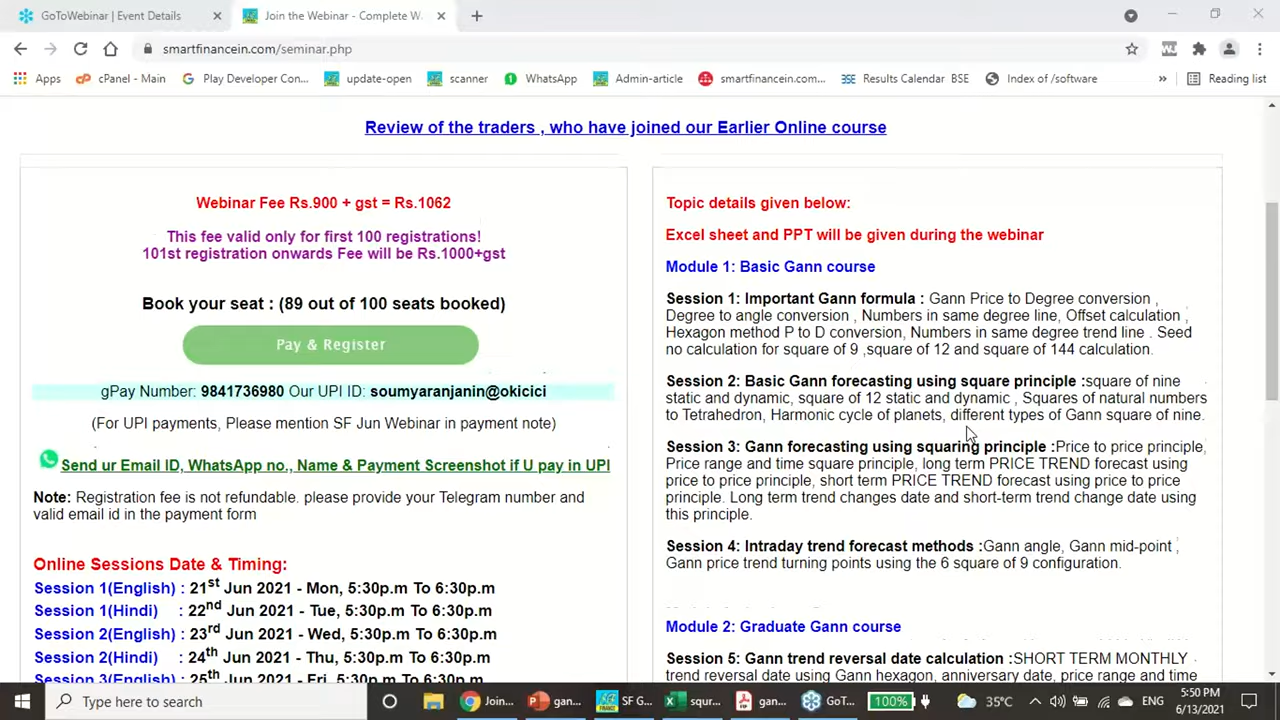 GoToWebinar | Event Details
Join the Webinar - Complete W
smartfinancein.com/seminar.php
Apps
cPanel - Main
Play Developer Con...
update-open
scanner
WhatsApp
Admin-article
smartfinancein.com...
Results Calendar BSE
Index of /software
»
Reading list
Review of the traders , who have joined our Earlier Online course
Webinar Fee Rs.900 + gst = Rs.1062
This fee valid only for first 100 registrations!
101st registration onwards Fee will be Rs.1000+gst
Book your seat : (89 out of 100 seats booked)
Pay & Register
gPay Number: 9841736980 Our UPI ID: soumyaranjanin@okicici
(For UPI payments, Please mention SF Jun Webinar in payment note)
Send ur Email ID, WhatsApp no., Name & Payment Screenshot if U pay in UPI
Note: Registration fee is not refundable. please provide your Telegram number and
valid email id in the payment form
Online Sessions Date & Timing:
Session 1(English) : 21st Jun 2021 - Mon, 5:30p.m To 6:30p.m
Session 1(Hindi) : 22nd Jun 2021 - Tue, 5:30p.m To 6:30p.m
Session 2(English) : 23rd Jun 2021 - Wed, 5:30p.m To 6:30p.m
Session 2(Hindi) : 24th Jun 2021 - Thu, 5:30p.m To 6:30p.m
Session 3(English) : 25th Jun 2021 - Fri, 5:30p.m To 6:30p.m
Topic details given below:
Excel sheet and PPT will be given during the webinar
Module 1: Basic Gann course
Session 1: Important Gann formula : Gann Price to Degree conversion ,
Degree to angle conversion , Numbers in same degree line, Offset calculation ,
Hexagon method P to D conversion, Numbers in same degree trend line . Seed
no calculation for square of 9 ,square of 12 and square of 144 calculation.
Session 2: Basic Gann forecasting using square principle :square of nine
static and dynamic, square of 12 static and dynamic , Squares of natural numbers
to Tetrahedron, Harmonic cycle of planets, different types of Gann square of nine.
Session 3: Gann forecasting using squaring principle :Price to price principle,
Price range and time square principle, long term PRICE TREND forecast using
price to price principle, short term PRICE TREND forecast using price to price
principle. Long term trend changes date and short-term trend change date using
this principle.
Session 4: Intraday trend forecast methods :Gann angle, Gann mid-point ,
Gann price trend turning points using the 6 square of 9 configuration.
Module 2: Graduate Gann course
Session 5: Gann trend reversal date calculation :SHORT TERM MONTHLY
trend reversal date using Gann hexagon, anniversary date, price range and time
Type here to search
Join...
gan...
SF G...
squr...
gan...
GoT...
100%
35°C
ENG
5:50 PM
6/13/2021